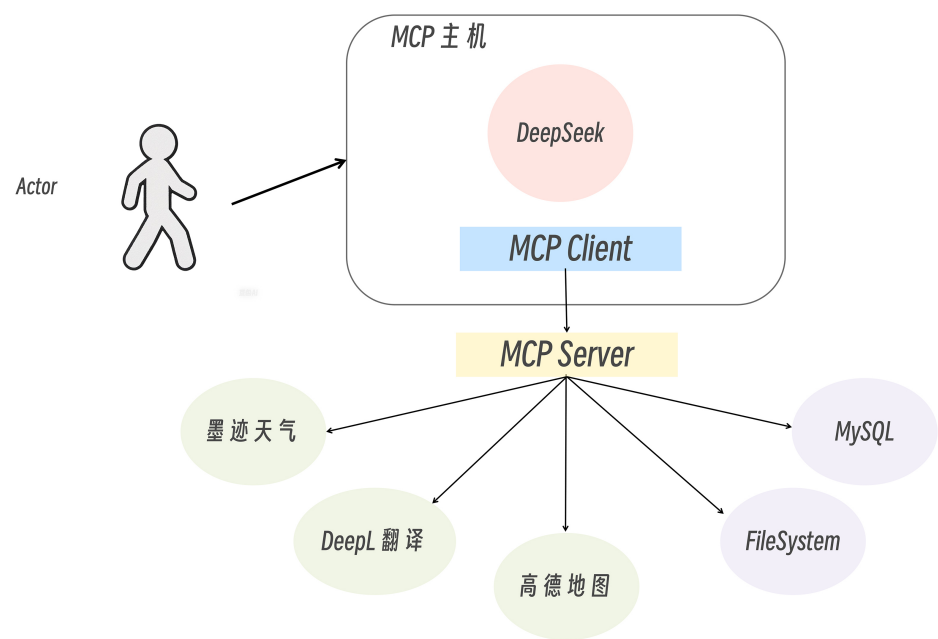 MCP 主机
DeepSeek
Actor
MCP Client
MCP Server
墨迹天气
MySQL
DeepL 翻译
FileSystem
高德地图